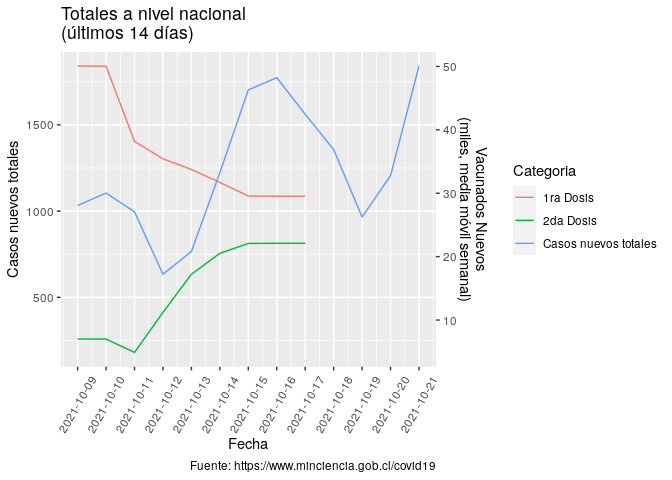 Totales a nivel nacional
(últimos 14 días)
Casos nuevos totales
1500
1000
500
50
40
30
20
10
Vacunados Nuevos
(miles, media móvil semanal)
2021-10-09
2021-10-10
2021-10-11
2021-10-12
2021-10-13
2021-10-14
2021-10-15
2021-10-16
2021-10-17
2021-10-18
2021-10-19
2021-10-20
2021-10-21
Fecha
Categoria
1ra Dosis
2da Dosis
Casos nuevos totales
Fuente: https://www.minciencia.gob.cl/covid19